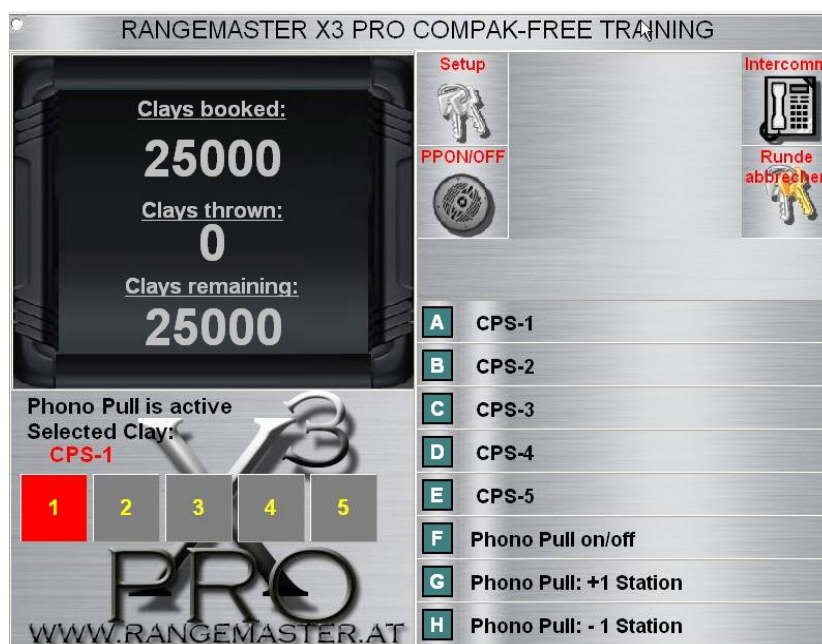 RANGEMASTER X3 PRO COMPAK-FREE TRAINING
Clays booked:
25000
Clays thrown:
0
Clays remaining:
25000
Phono Pull is active
Selected Clay:
CPS-1
1 2 3 4 5
X3
PRO
WWW.RANGEMASTER.AT
Setup
Intercomm
PPON/OFF
Runde
abbrechen
A CPS-1
B CPS-2
C CPS-3
D CPS-4
E CPS-5
F Phono Pull on/off
G Phono Pull: +1 Station
H Phono Pull: - 1 Station